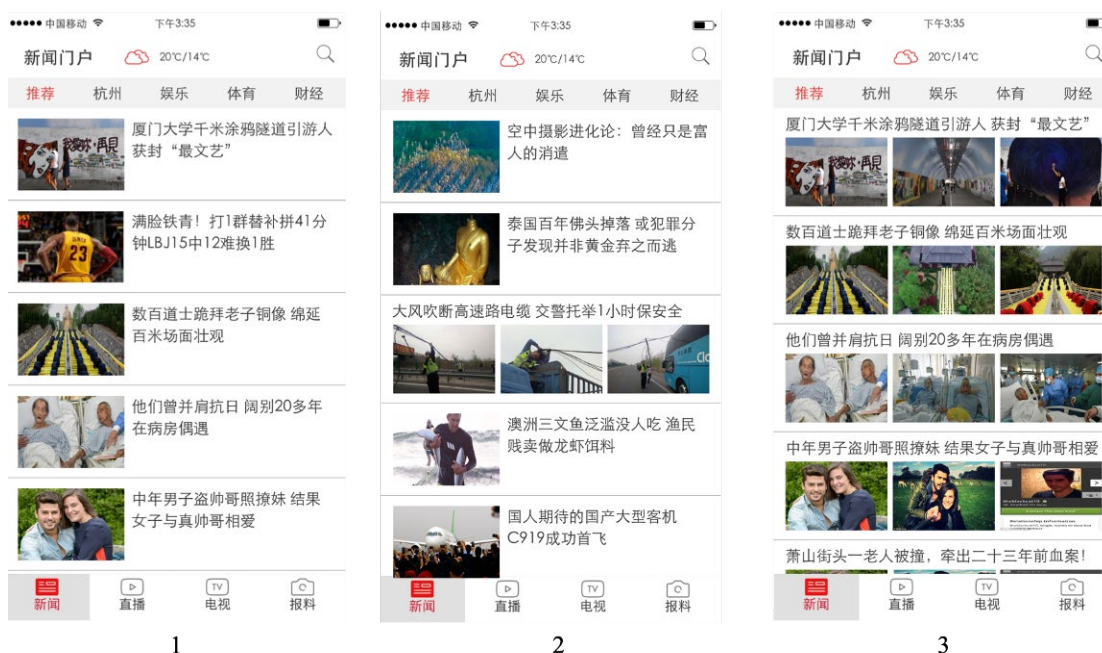 中国移动 下午3:35
新闻门户 20°C/14°C
推荐 杭州 娱乐 体育 财经
厦门大学千米涂鸦隧道引游人
获封“最文艺”
满脸铁青！打1群替补拼41分
钟LBJ15中12难换1胜
23
数百道士跪拜老子铜像 绵延
百米场面壮观
他们曾并肩抗日 阔别20多年
在病房偶遇
中年男子盗帅哥照撩妹 结果
女子与真帅哥相爱
新闻 直播 TV 电视 报料
1
中国移动 下午3:35
新闻门户 20°C/14°C
推荐 杭州 娱乐 体育 财经
空中摄影进化论：曾经只是富
人的消遣
泰国百年佛头掉落 或犯罪分
子发现并非黄金弃之而逃
大风吹断高速路电缆 交警托举1小时保安全
澳洲三文鱼泛滥没人吃 渔民
贱卖做龙虾饵料
国人期待的国产大型客机
C919成功首飞
新闻 直播 TV 电视 报料
2
中国移动 下午3:35
新闻门户 20°C/14°C
推荐 杭州 娱乐 体育 财经
厦门大学千米涂鸦隧道引游人 获封“最文艺”
数百道士跪拜老子铜像 绵延百米场面壮观
他们曾并肩抗日 阔别20多年在病房偶遇
中年男子盗帅哥照撩妹 结果女子与真帅哥相爱
萧山街头一老人被撞，牵出二十三年前血案！
新闻 直播 TV 电视 报料
3